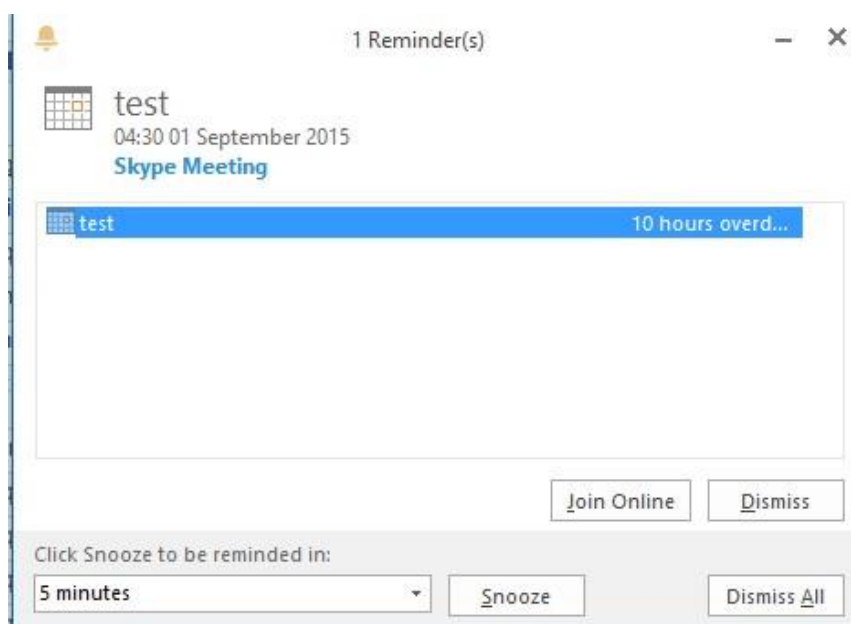 1 Reminder(s)
test
04:30 01 September 2015
Skype Meeting
test 10 hours overd...
Join Online Dismiss
Click Snooze to be reminded in:
5 minutes Snooze Dismiss All